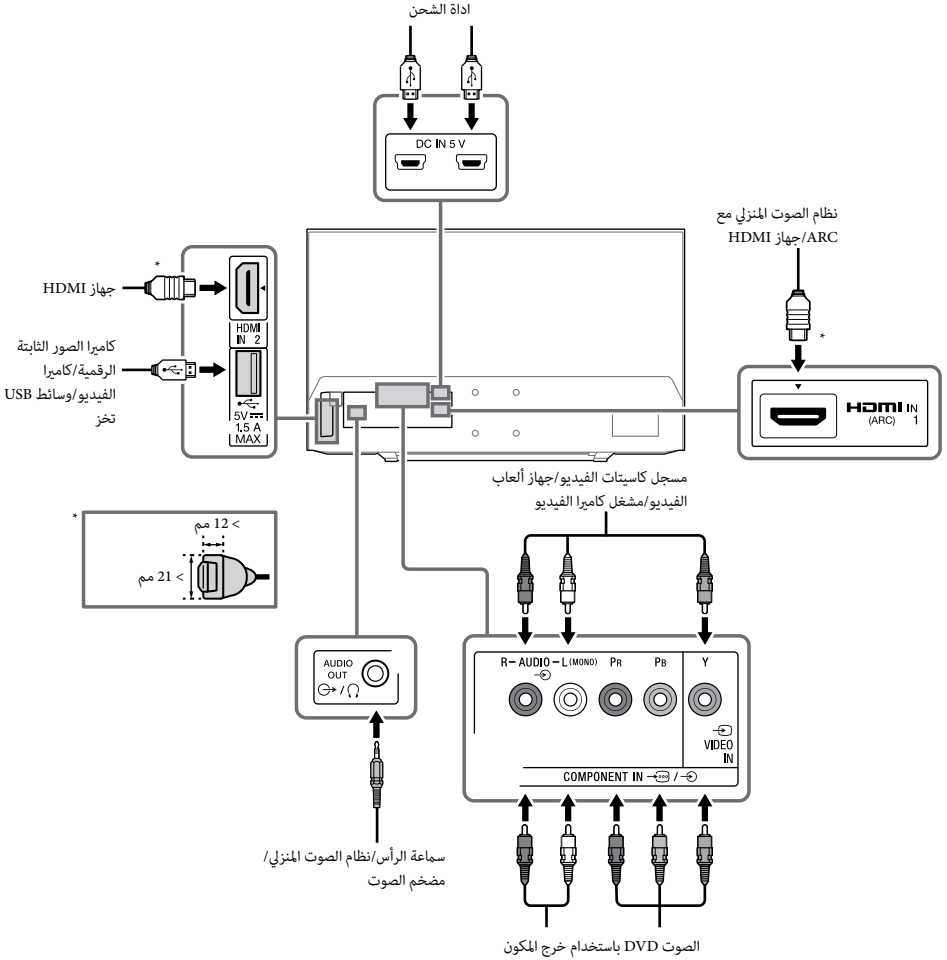 اداة الشحن
DC IN 5 V
نظام الصوت المنزلي مع
ARC/جهاز HDMI
*
*
جهاز HDMI
HDMI
IN 2
كاميرا الصور الثابتة
الرقمية/كاميرا
الفيديو/وسائط USB
تخز
5V
1.5 A
MAX
HDMI IN
(ARC) 1
مسجل كاسيتات الفيديو/جهاز ألعاب
الفيديو/مشغل كاميرا الفيديو
*
> 12 مم
> 21 مم
AUDIO
OUT
/
R – AUDIO – L (MONO) PR PB Y
VIDEO
IN
COMPONENT IN /
سماعة الرأس/نظام الصوت المنزلي/
مضخم الصوت
الصوت DVD باستخدام خرج المكون